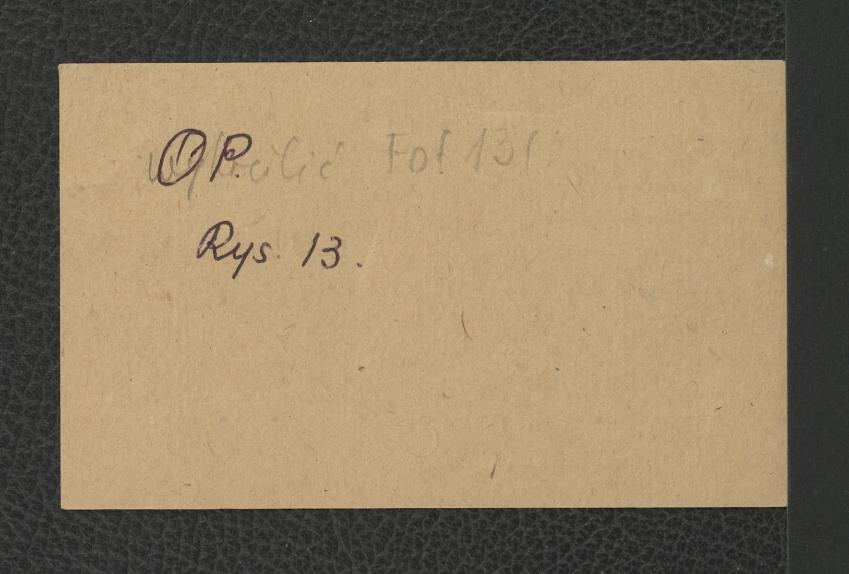 OP.
Fot 131
Rys. 13.